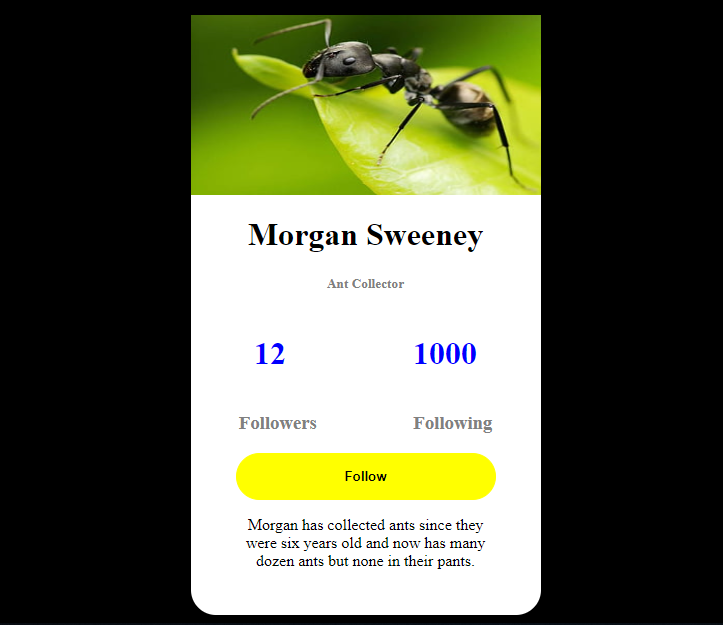 Morgan Sweeney
Ant Collector
12 1000
Followers Following
Follow
Morgan has collected ants since they
were six years old and now has many
dozen ants but none in their pants.